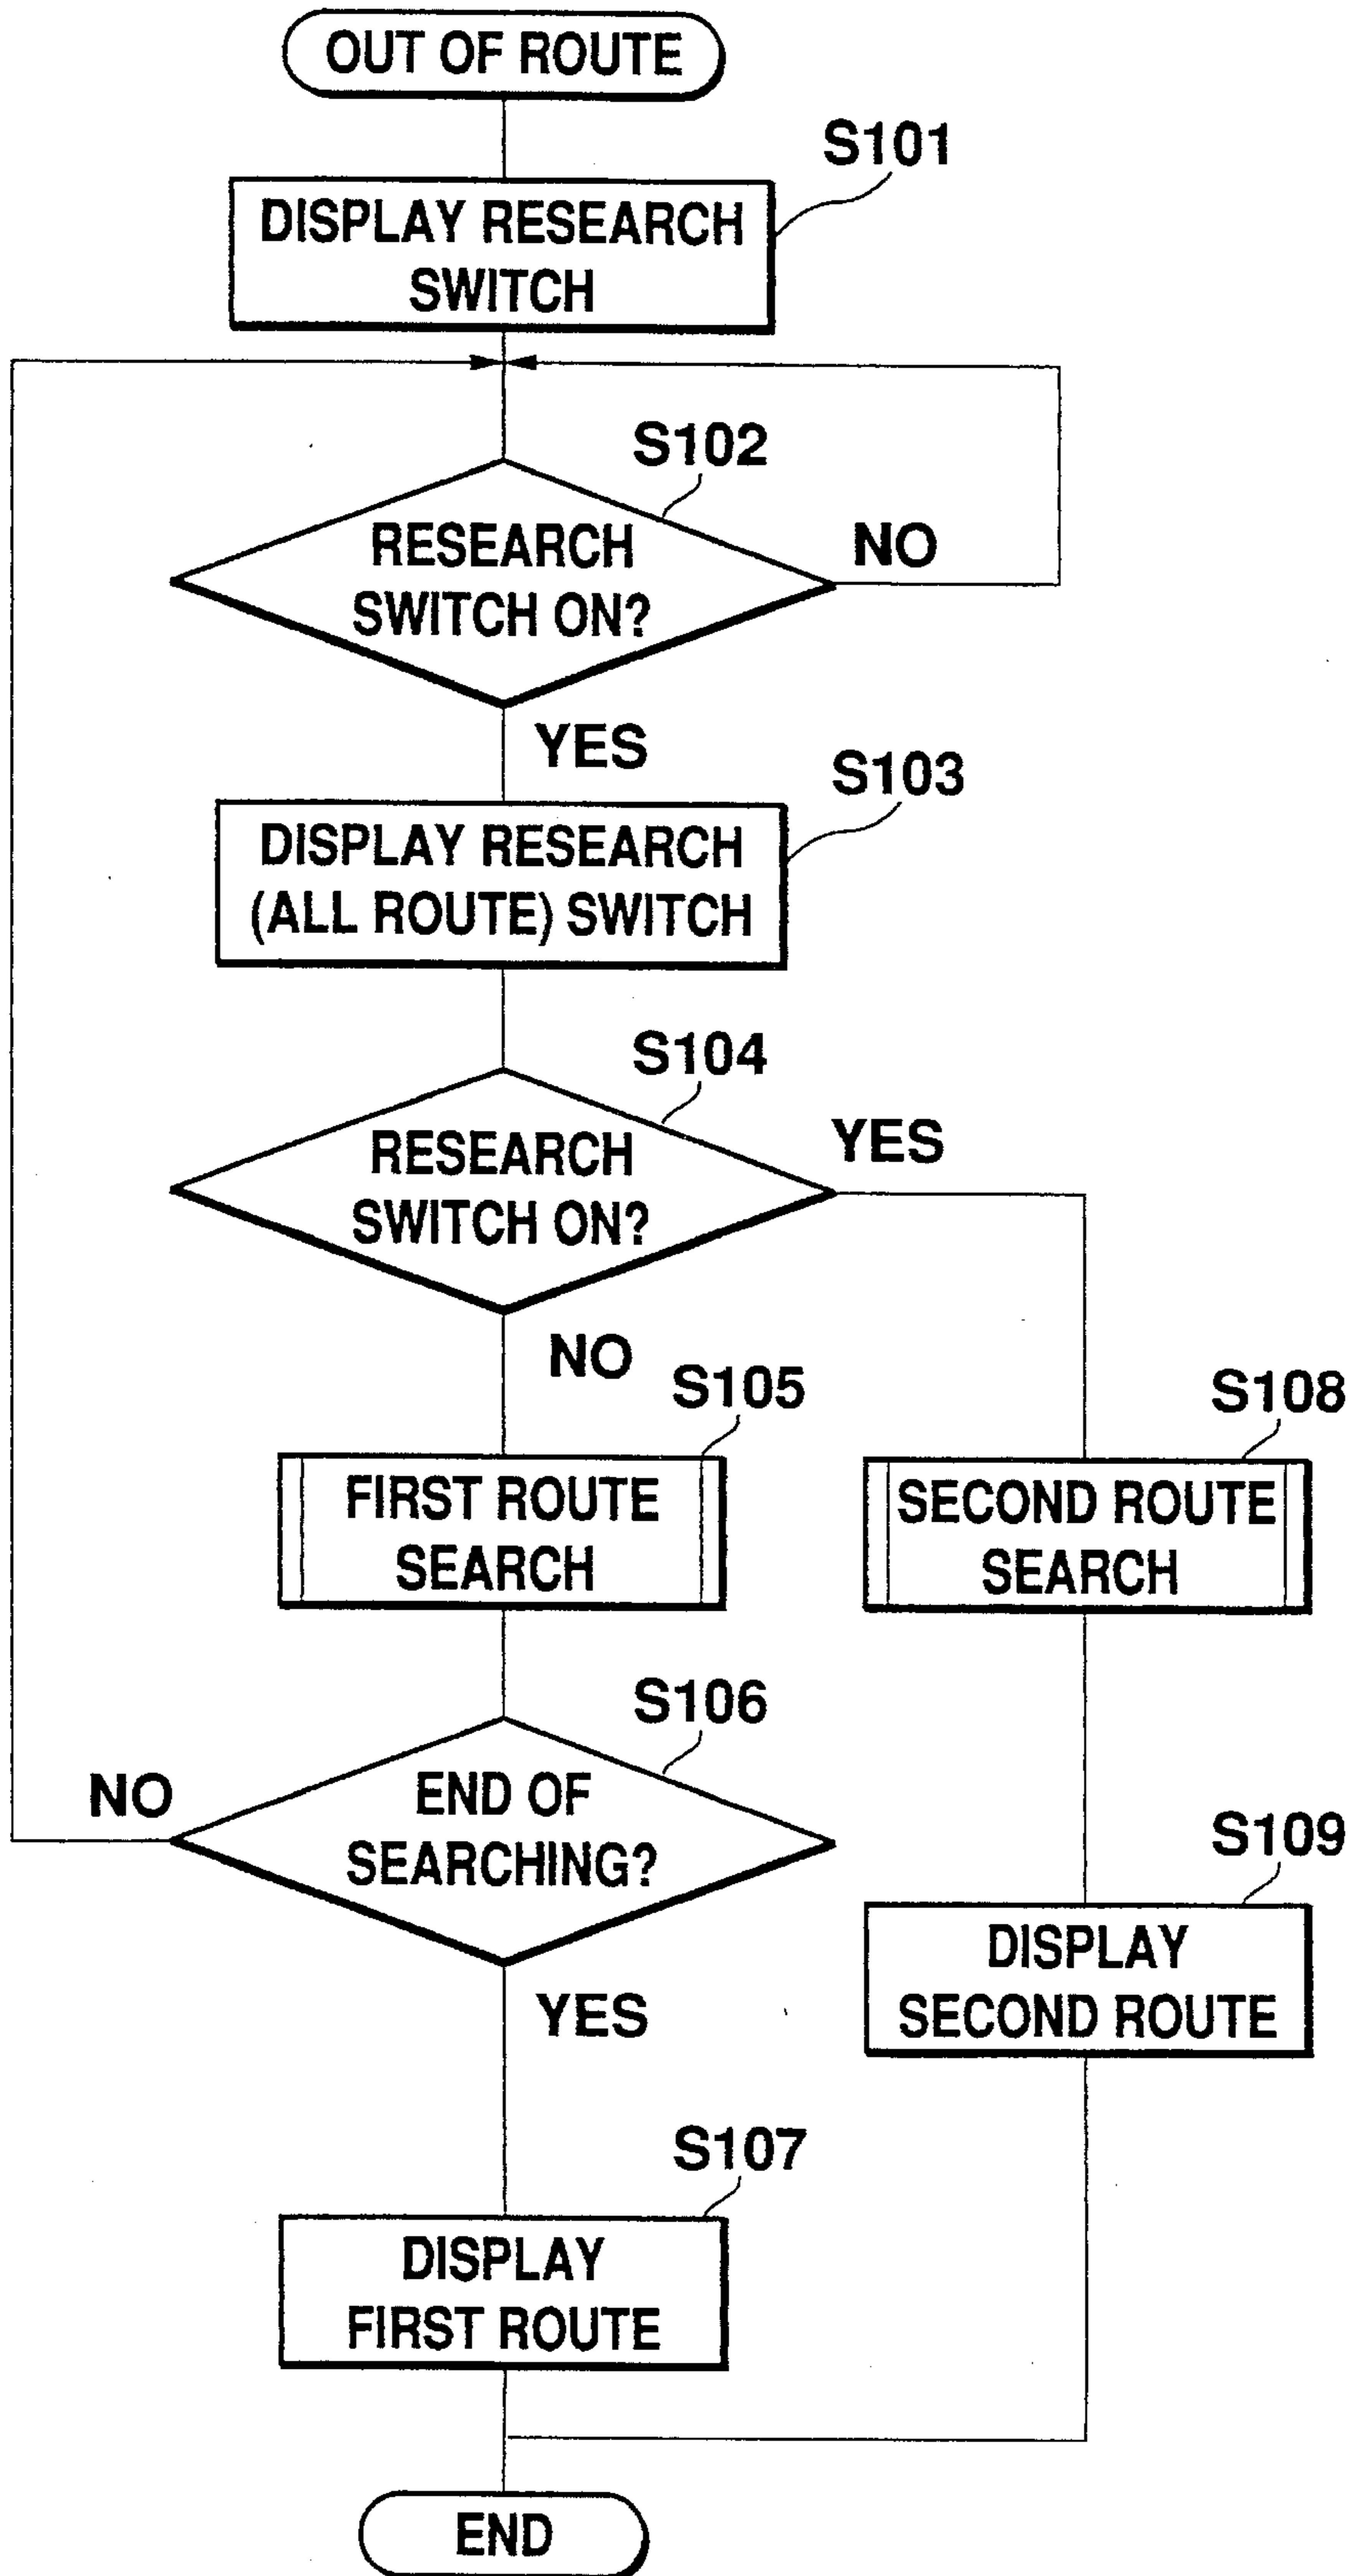 OUT OF ROUTE
S101
DISPLAY RESEARCH
SWITCH
S102
RESEARCH
SWITCH ON?
NO
YES
S103
DISPLAY RESEARCH
(ALL ROUTE) SWITCH
S104
RESEARCH
SWITCH ON?
YES
NO
S105
FIRST ROUTE
SEARCH
S108
SECOND ROUTE
SEARCH
S106
END OF
SEARCHING?
NO
YES
S109
DISPLAY
SECOND ROUTE
S107
DISPLAY
FIRST ROUTE
END